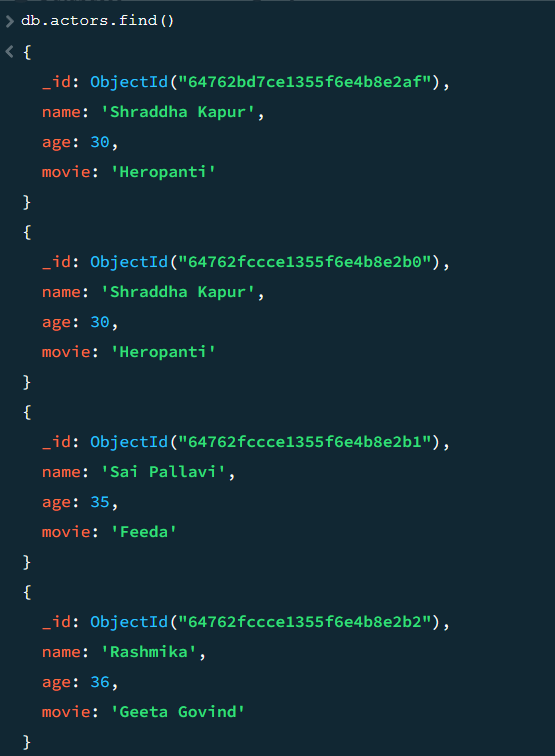 db.actors.find()
{
_id: ObjectId("64762bd7ce1355f6e4b8e2af"),
name: 'Shraddha Kapur',
age: 30,
movie: 'Heropanti'
}
{
_id: ObjectId("64762fccce1355f6e4b8e2b0"),
name: 'Shraddha Kapur',
age: 30,
movie: 'Heropanti'
}
{
_id: ObjectId("64762fccce1355f6e4b8e2b1"),
name: 'Sai Pallavi',
age: 35,
movie: 'Feeda'
}
{
_id: ObjectId("64762fccce1355f6e4b8e2b2"),
name: 'Rashmika',
age: 36,
movie: 'Geeta Govind'
}